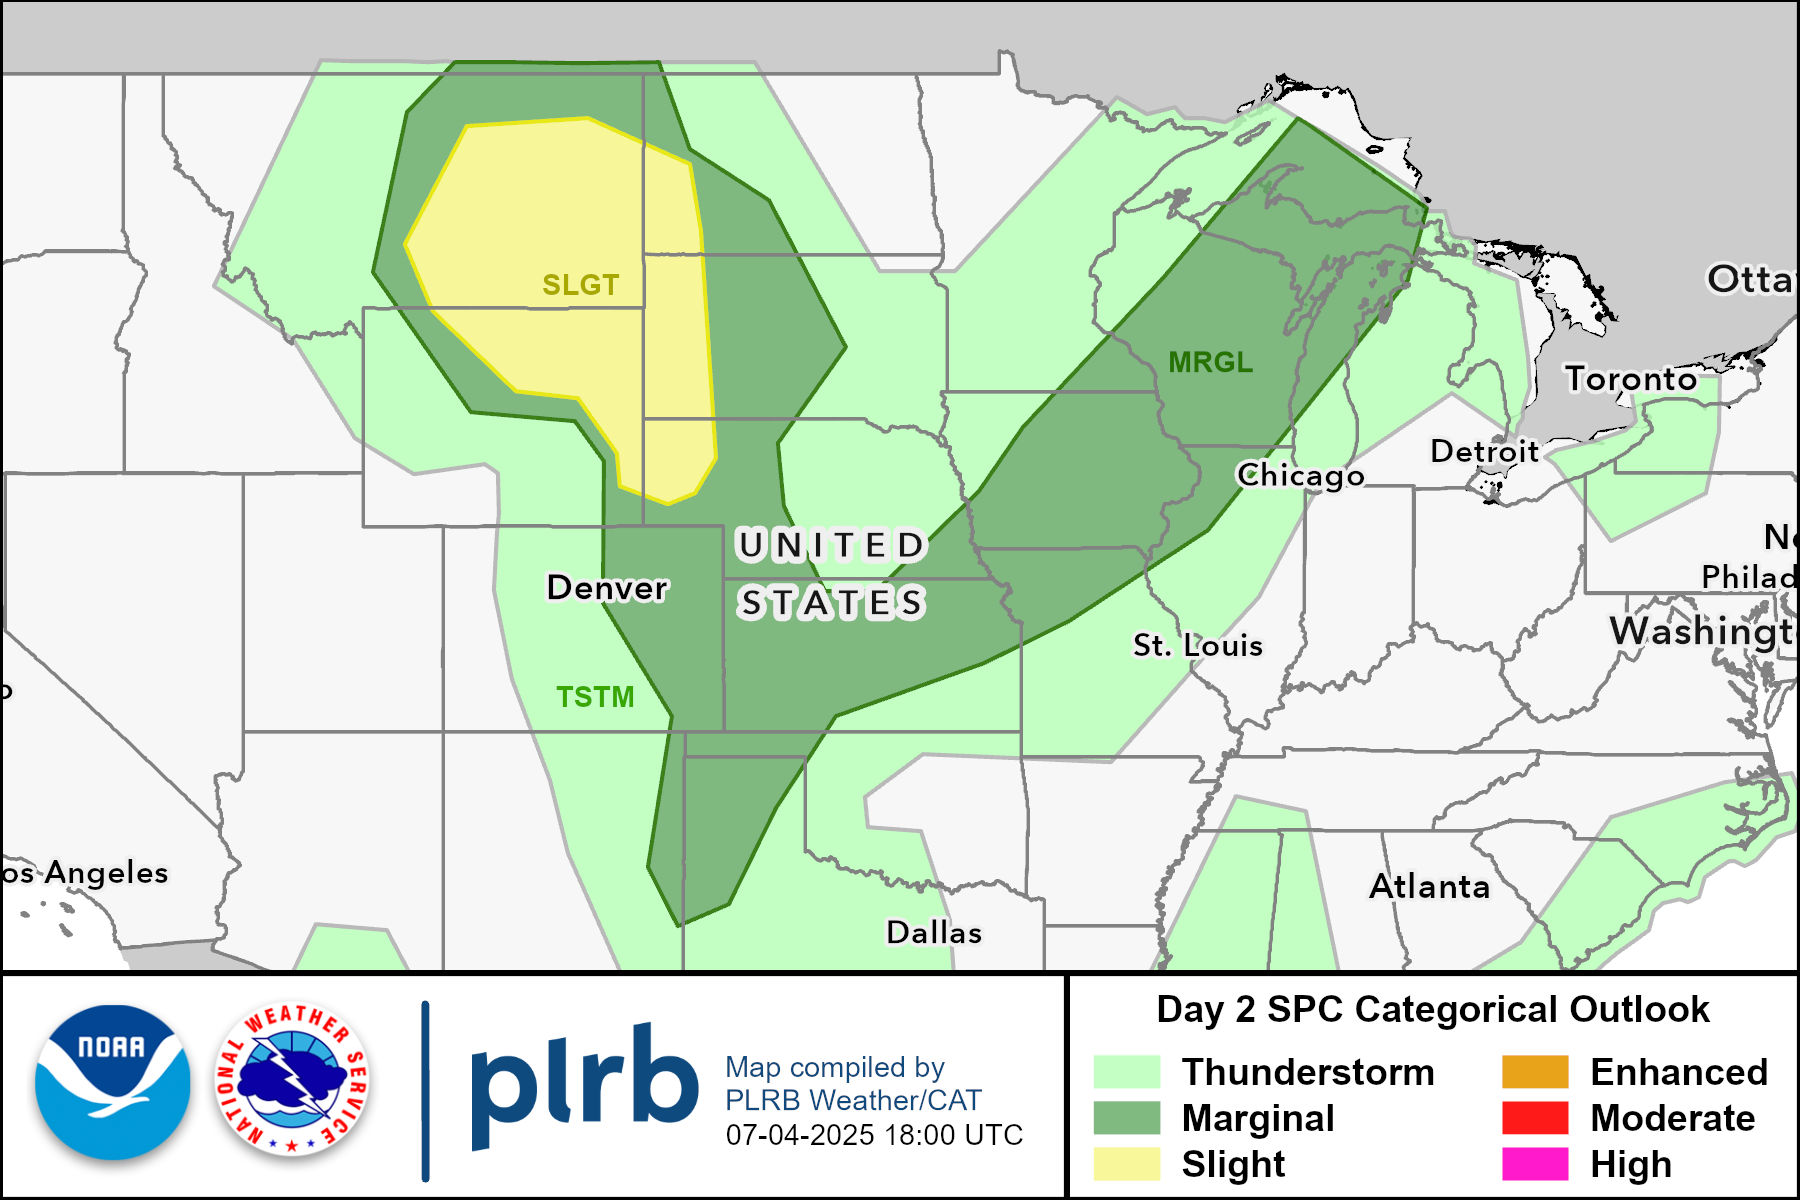 SLGT
Otta
MRGL
Toronto
Detroit
Chicago
UNITED
STATES
Denver
Philad
Washingt
St. Louis
TSTM
os Angeles
Atlanta
Dallas
NOAA
NATIONAL WEATHER SERVICE
plrb
Map compiled by
PLRB Weather/CAT
07-04-2025 18:00 UTC
Day 2 SPC Categorical Outlook
Thunderstorm
Enhanced
Marginal
Moderate
Slight
High